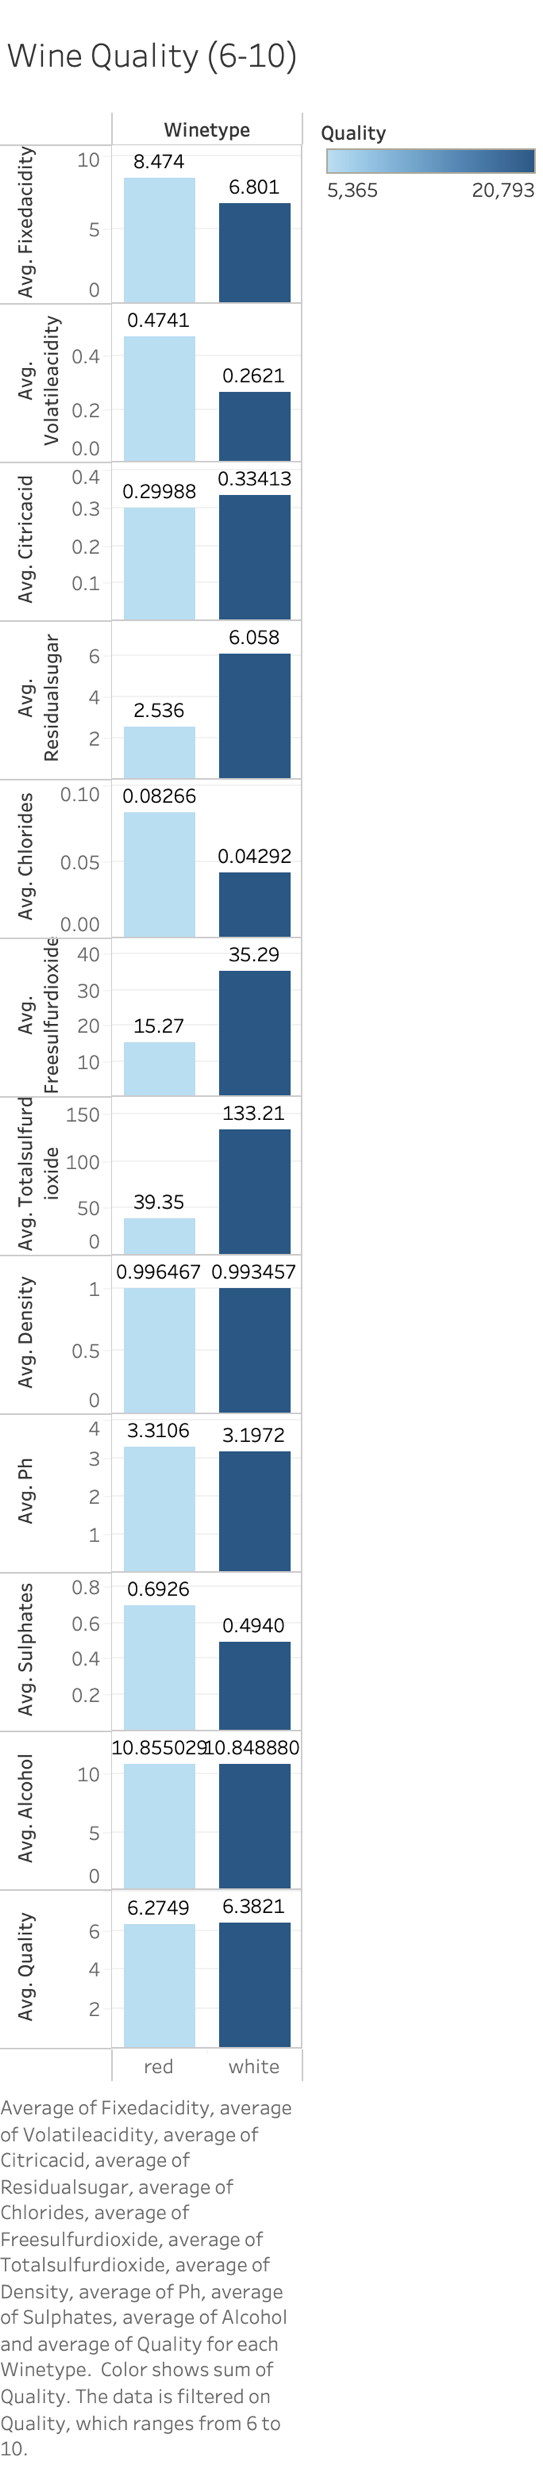 Wine Quality (6-10)
Winetype
Quality
5,365 20,793
Avg. Fixedacidity
10
5
0
8.474
6.801
Avg.
Volatileacidity
0.4
0.2
0.0
0.4741
0.2621
Avg. Citricacid
0.4
0.3
0.2
0.1
0.29988
0.33413
Avg.
Residualsugar
6
4
2
2.536
6.058
Avg. Chlorides
0.10
0.05
0.00
0.08266
0.04292
Avg.
Freesulfurdioxide
40
30
20
10
15.27
35.29
Avg. Totalsulfurd
ioxide
150
100
50
0
39.35
133.21
Avg. Density
1
0.5
0
0.996467
0.993457
Avg. Ph
4
3
2
1
3.3106
3.1972
Avg. Sulphates
0.8
0.6
0.4
0.2
0.6926
0.4940
Avg. Alcohol
10
5
0
10.855029
10.848880
Avg. Quality
6
4
2
6.2749
6.3821
red white
Average of Fixedacidity, average
of Volatileacidity, average of
Citricacid, average of
Residualsugar, average of
Chlorides, average of
Freesulfurdioxide, average of
Totalsulfurdioxide, average of
Density, average of Ph, average
of Sulphates, average of Alcohol
and average of Quality for each
Winetype.  Color shows sum of
Quality. The data is filtered on
Quality, which ranges from 6 to
10.